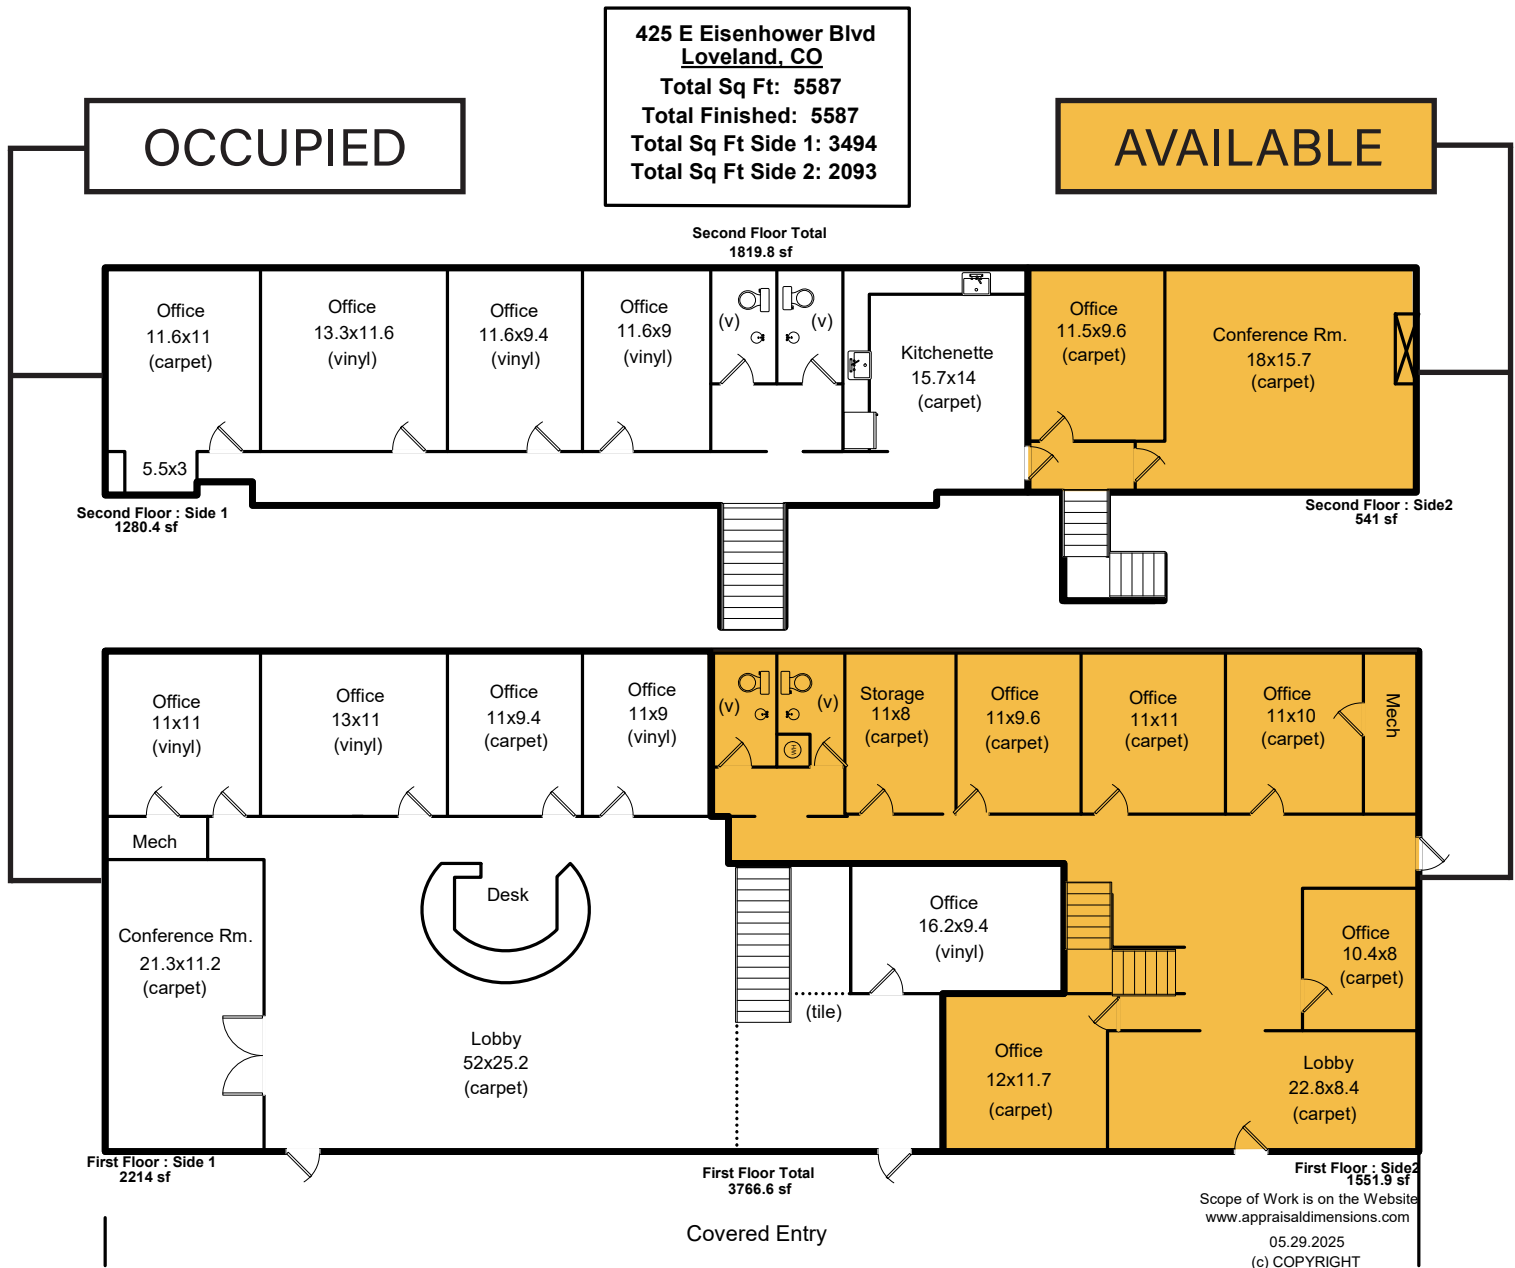 425 E Eisenhower Blvd
Loveland, CO
Total Sq Ft: 5587
Total Finished: 5587
Total Sq Ft Side 1: 3494
Total Sq Ft Side 2: 2093
OCCUPIED
AVAILABLE
Second Floor Total
1819.8 sf
Office
11.6x11
(carpet)
Office
13.3x11.6
(vinyl)
Office
11.6x9.4
(vinyl)
Office
11.6x9
(vinyl)
(v)
(v)
Kitchenette
15.7x14
(carpet)
Office
11.5x9.6
(carpet)
Conference Rm.
18x15.7
(carpet)
5.5x3
Second Floor : Side 1
1280.4 sf
Second Floor : Side2
541 sf
Office
11x11
(vinyl)
Office
13x11
(vinyl)
Office
11x9.4
(carpet)
Office
11x9
(vinyl)
(v)
(v)
WH
Storage
11x8
(carpet)
Office
11x9.6
(carpet)
Office
11x11
(carpet)
Office
11x10
(carpet)
Mech
Mech
Desk
Conference Rm.
21.3x11.2
(carpet)
Office
16.2x9.4
(vinyl)
Office
10.4x8
(carpet)
(tile)
Lobby
52x25.2
(carpet)
Office
12x11.7
(carpet)
Lobby
22.8x8.4
(carpet)
First Floor : Side 1
2214 sf
First Floor Total
3766.6 sf
First Floor : Side2
1551.9 sf
Scope of Work is on the Website
www.appraisaldimensions.com
05.29.2025
(c) COPYRIGHT
Covered Entry